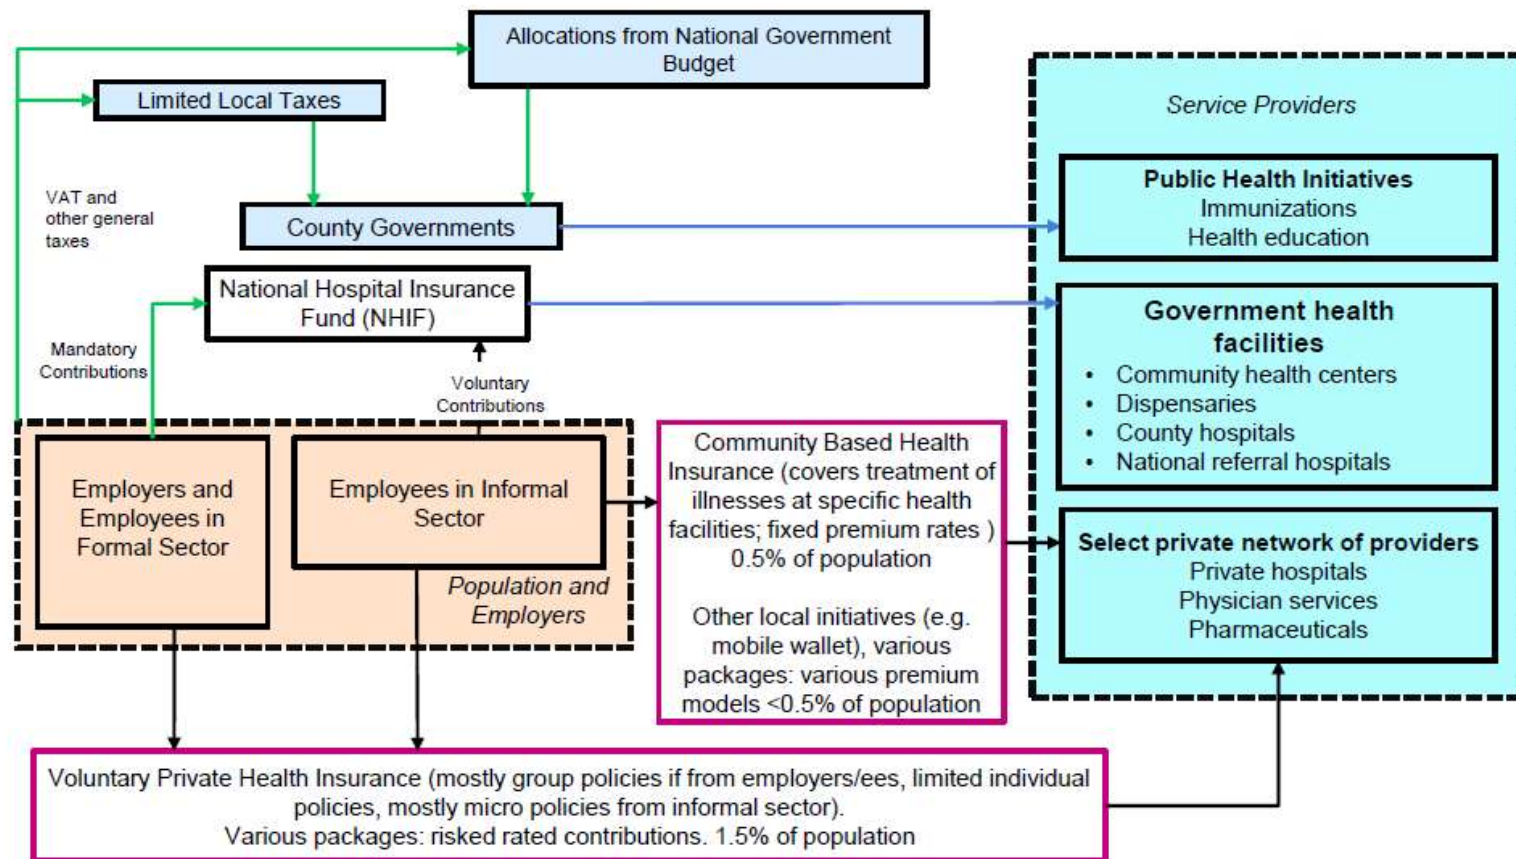 Allocations from National Government
Budget
Limited Local Taxes
Service Providers
VAT and
other general
taxes
County Governments
Public Health Initiatives
Immunizations
Health education
National Hospital Insurance
Fund (NHIF)
Mandatory
Contributions
Voluntary
Contributions
Government health
facilities
• Community health centers
• Dispensaries
• County hospitals
• National referral hospitals
Employers and
Employees in
Formal Sector
Employees in Informal
Sector
Population and
Employers
Community Based Health
Insurance (covers treatment of
illnesses at specific health
facilities; fixed premium rates )
0.5% of population
Other local initiatives (e.g.
mobile wallet), various
packages: various premium
models <0.5% of population
Select private network of providers
Private hospitals
Physician services
Pharmaceuticals
Voluntary Private Health Insurance (mostly group policies if from employers/ees, limited individual
policies, mostly micro policies from informal sector).
Various packages: risked rated contributions. 1.5% of population